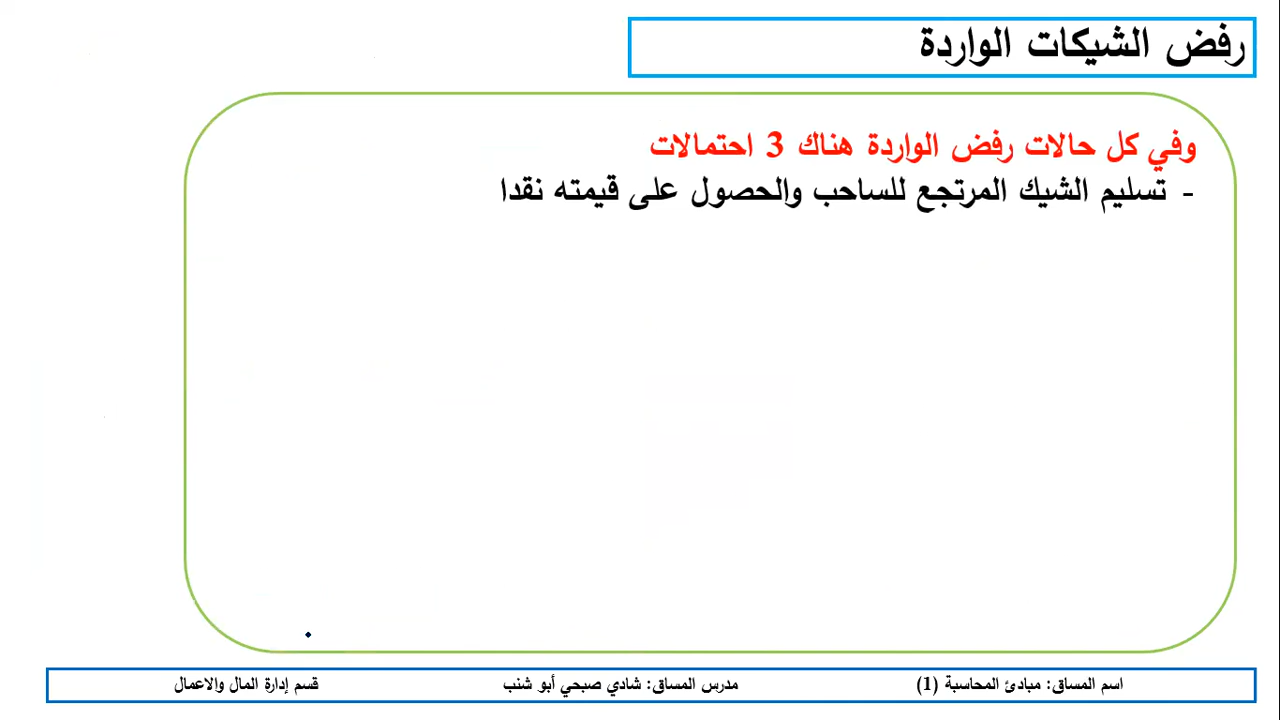 رفض الشيكات الواردة
وفي كل حالات رفض الواردة هناك 3 احتمالات
- تسليم الشيك المرتجع للساحب والحصول على قيمته نقدا
اسم المساق: مبادئ المحاسبة (1) مدرس المساق: شادي صبحي أبو شنب قسم إدارة المال والاعمال